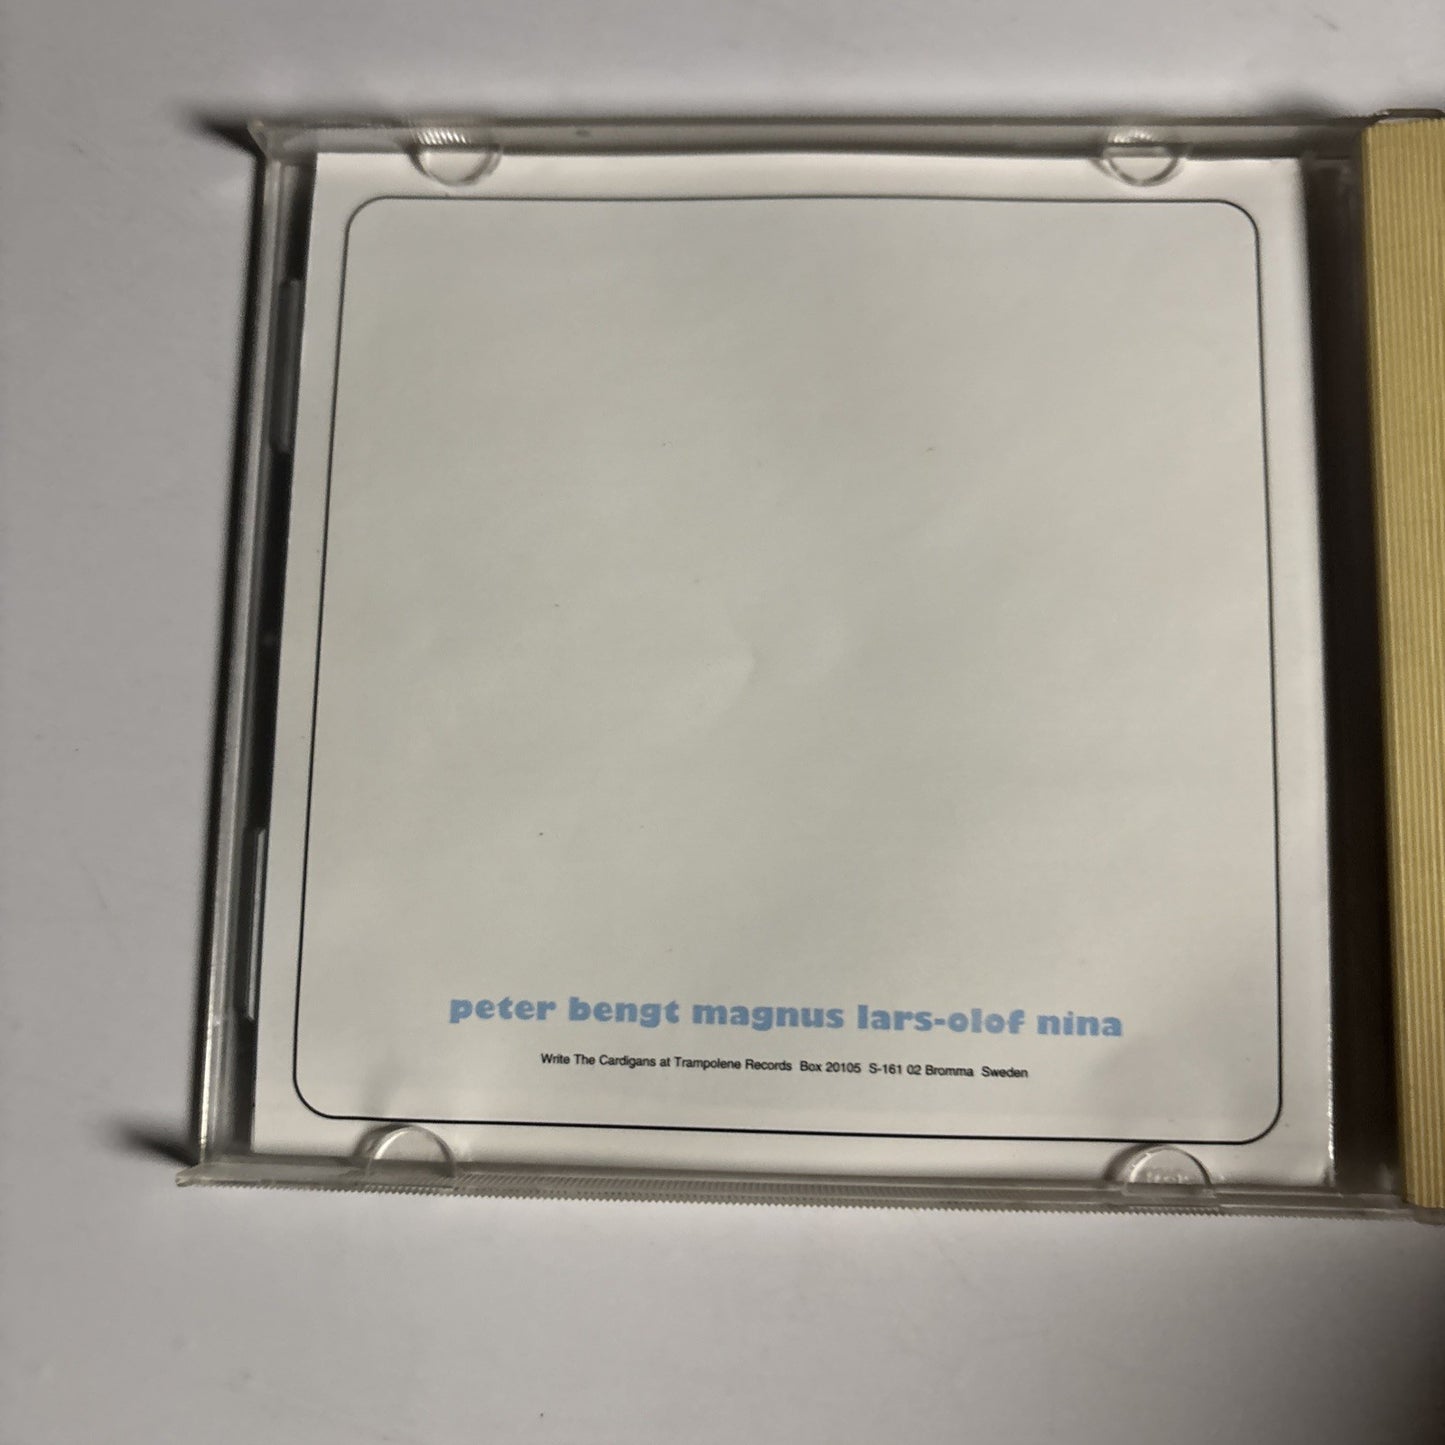 peter bengt magnus lars-olof nina
Write The Cardigans at Trampolene Records Box 20105 S-161 02 Bromma Sweden